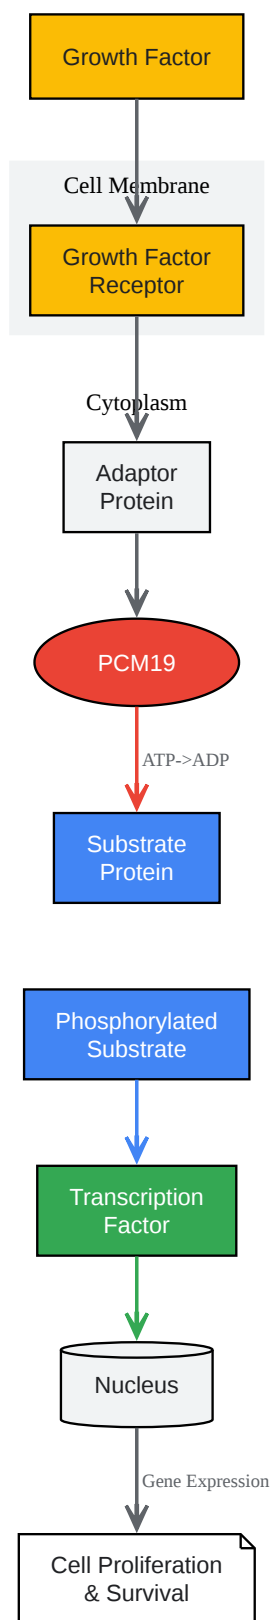 Growth Factor
Cell Membrane
Growth Factor
Receptor
Cytoplasm
Adaptor
Protein
PCM19
ATP->ADP
Substrate
Protein
Phosphorylated
Substrate
Transcription
Factor
Nucleus
Gene Expression
Cell Proliferation
& Survival